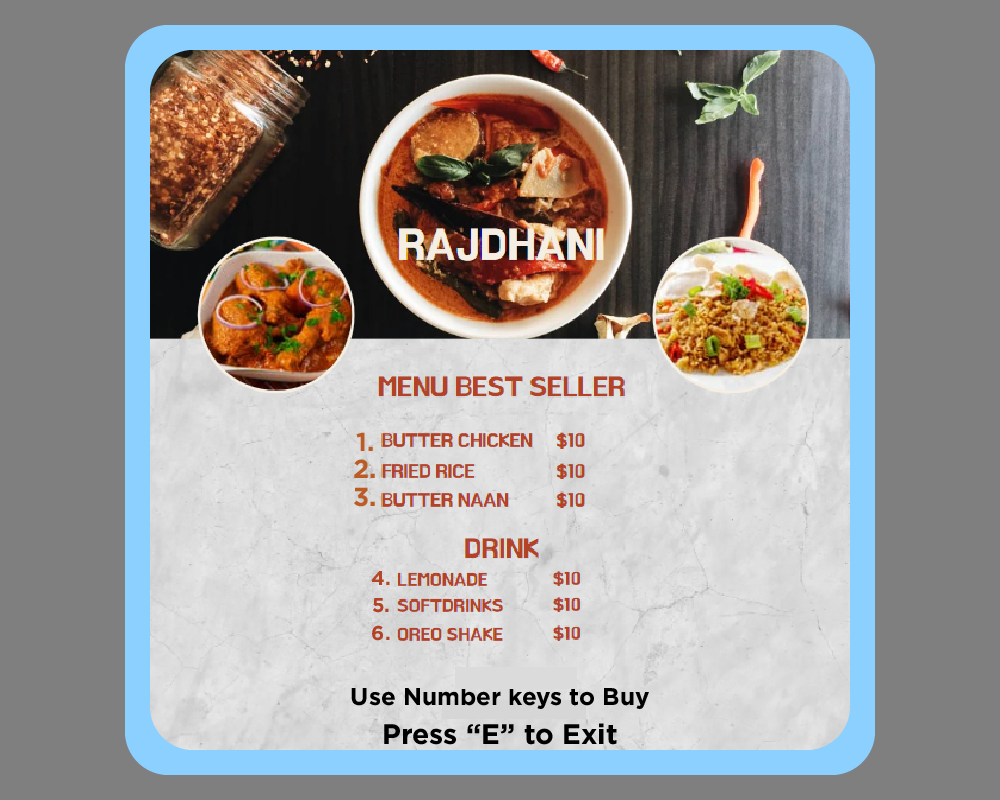 RAJDHANI
MENU BEST SELLER
1. BUTTER CHICKEN $10
2. FRIED RICE $10
3. BUTTER NAAN $10
DRINK
4. LEMONADE $10
5. SOFTDRINKS $10
6. OREO SHAKE $10
Use Number keys to Buy
Press “E” to Exit